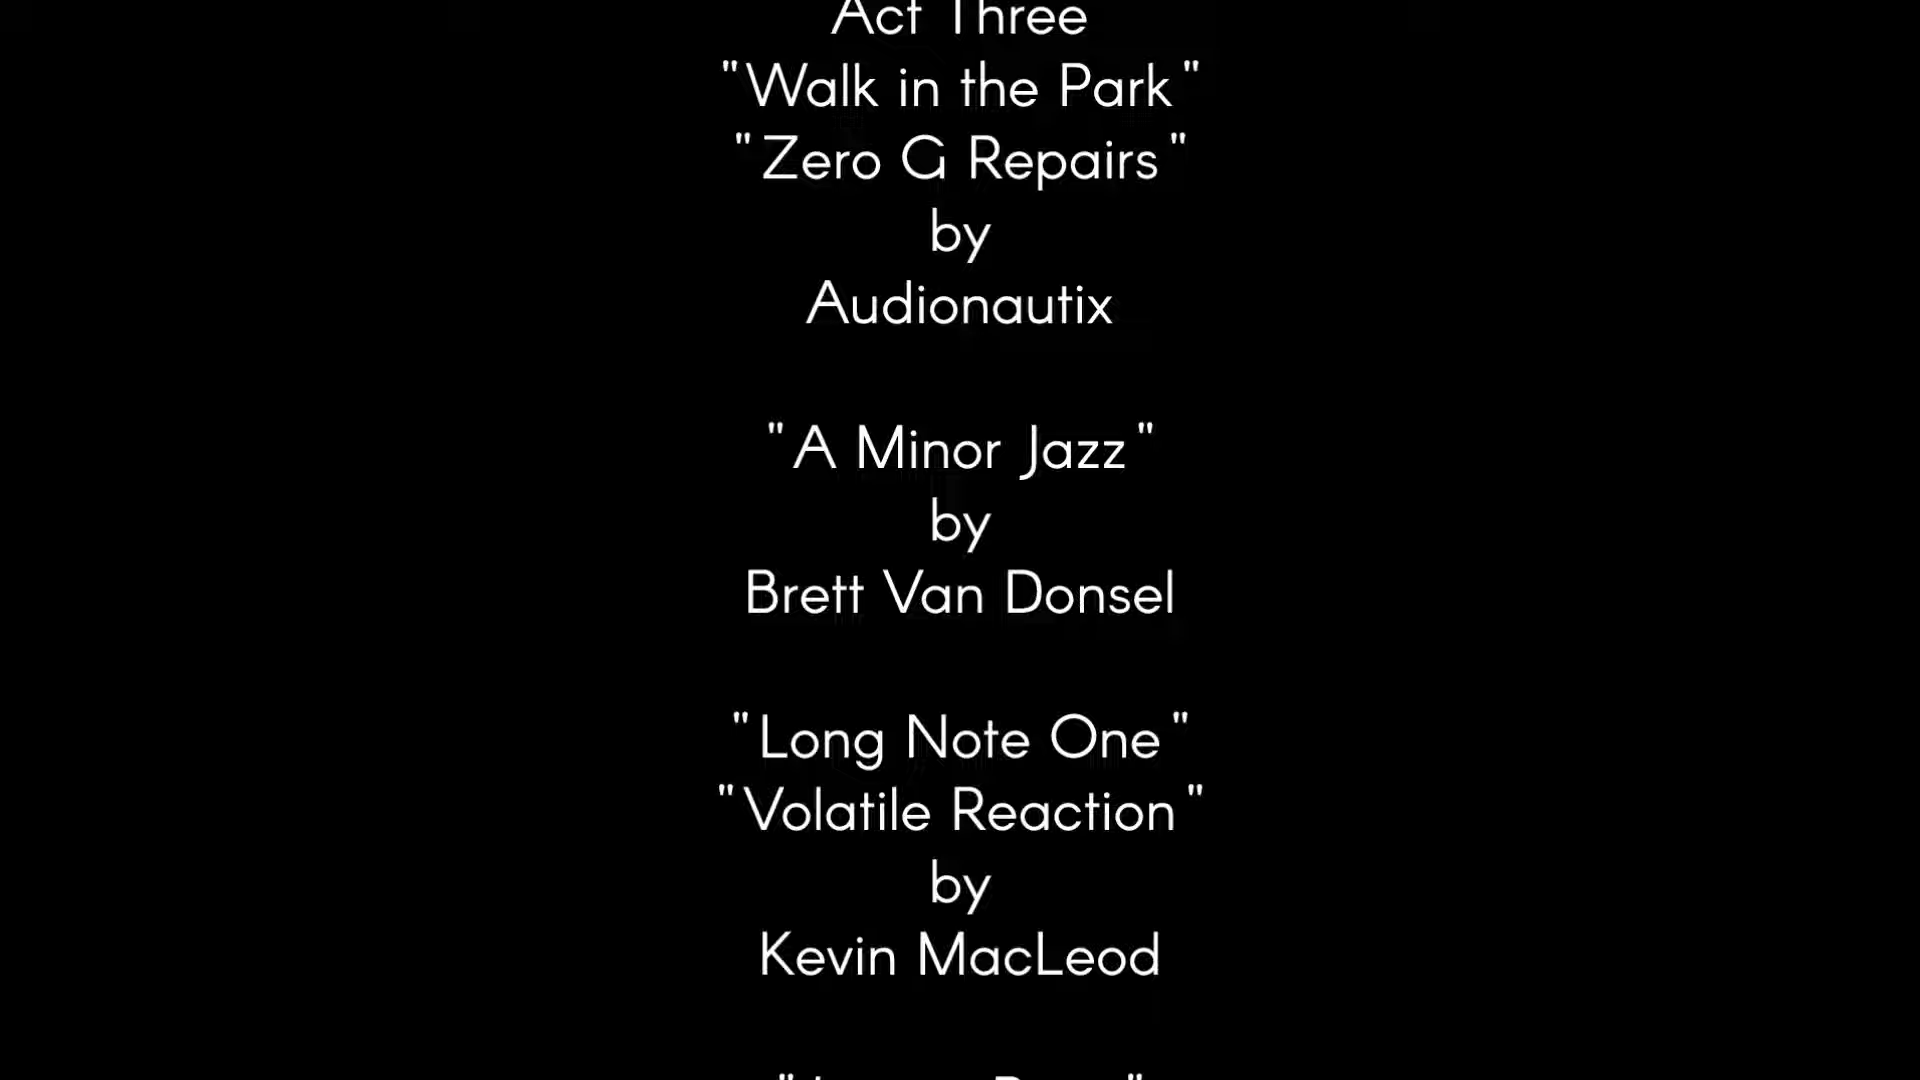 Act Three
"Walk in the Park"
"Zero G Repairs"
by
Audionautix
"A Minor Jazz"
by
Brett Van Donsel
"Long Note One"
"Volatile Reaction"
by
Kevin MacLeod